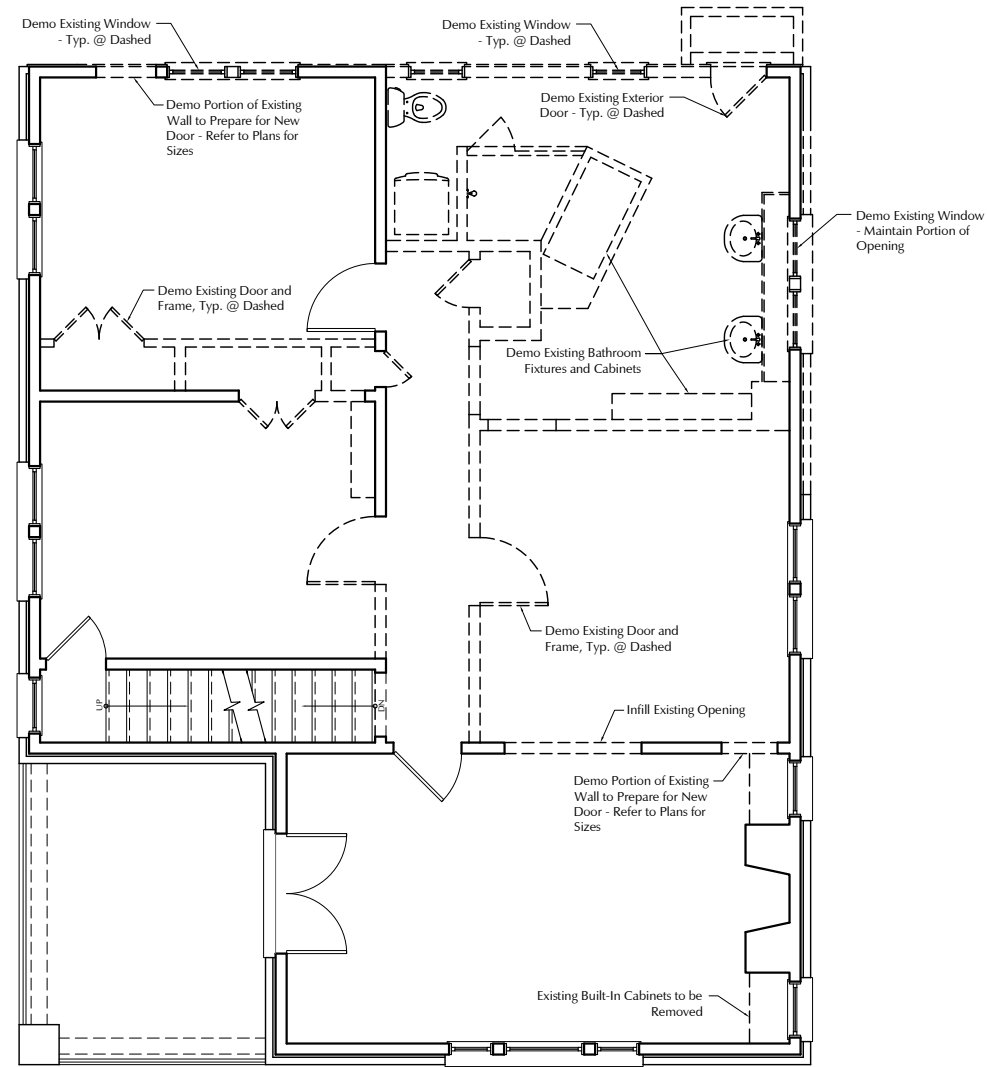 Demo Existing Window
- Typ. @ Dashed
Demo Existing Window
- Typ. @ Dashed
Demo Portion of Existing
Wall to Prepare for New
Door - Refer to Plans for
Sizes
Demo Existing Exterior
Door - Typ. @ Dashed
Demo Existing Window
- Maintain Portion of
Opening
Demo Existing Door and
Frame, Typ. @ Dashed
Demo Existing Bathroom
Fixtures and Cabinets
Demo Existing Door and
Frame, Typ. @ Dashed
UP
DN
Infill Existing Opening
Demo Portion of Existing
Wall to Prepare for New
Door - Refer to Plans for
Sizes
Existing Built-In Cabinets to be
Removed